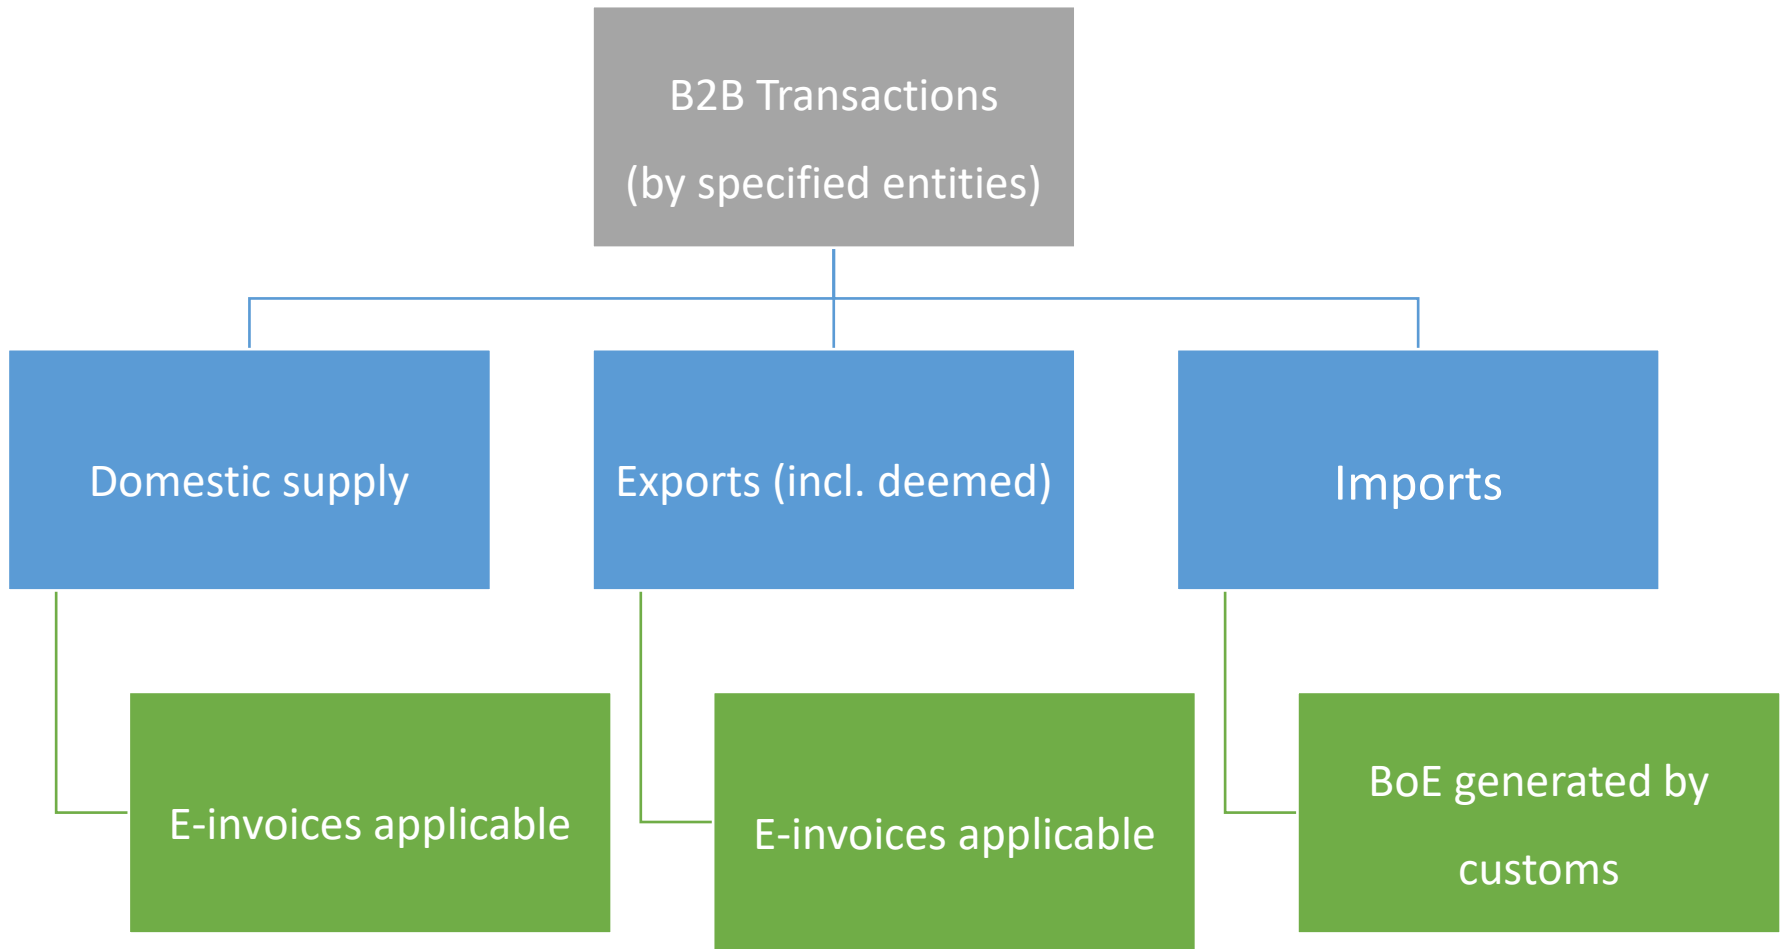 B2B Transactions
(by specified entities)
Domestic supply
Exports (incl. deemed)
Imports
E-invoices applicable
E-invoices applicable
BoE generated by
customs